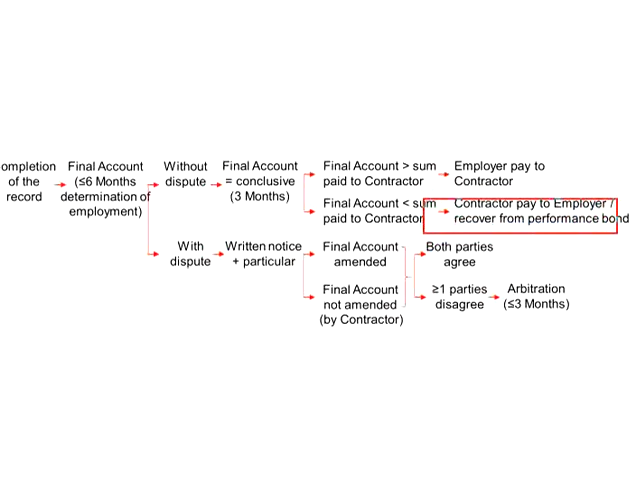 ompletion
of the
record
Final Account
(≤6 Months
determination of
employment)
Without
dispute
Final Account
= conclusive
(3 Months)
Final Account > sum
paid to Contractor
Employer pay to
Contractor
Final Account < sum
paid to Contractor
Contractor pay to Employer /
recover from performance bond
With
dispute
Written notice
+ particular
Final Account
amended
Both parties
agree
Final Account
not amended
(by Contractor)
≥1 parties
disagree
Arbitration
(≤3 Months)